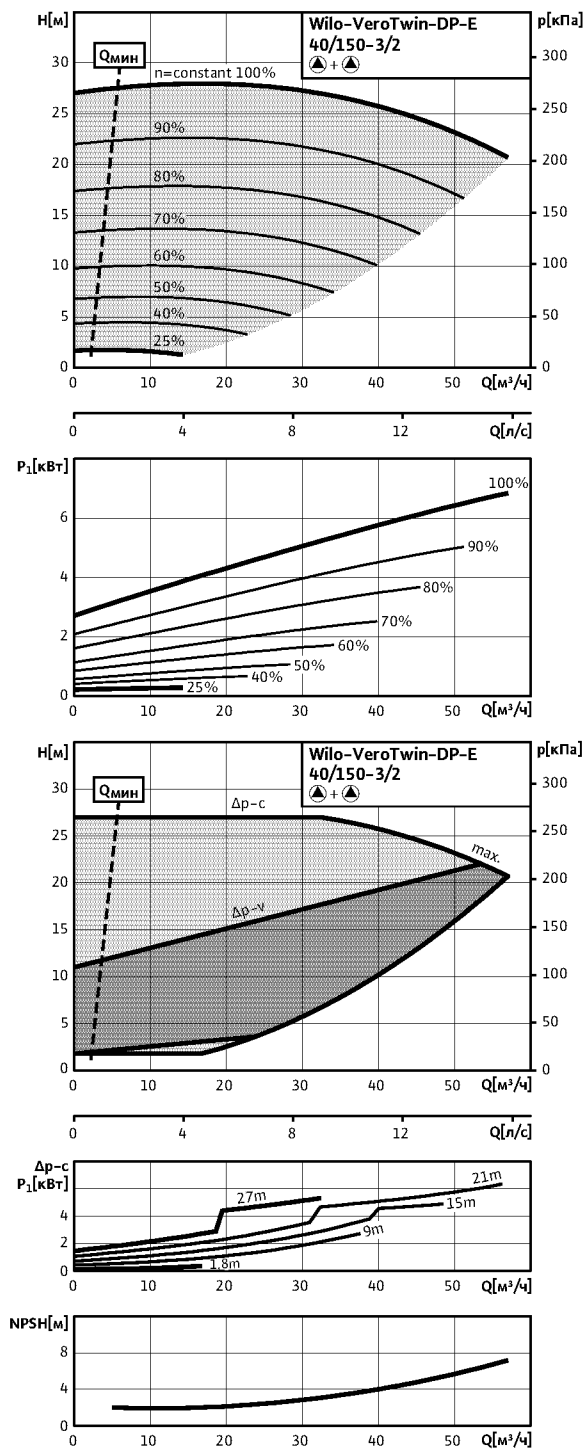 H[м]
p[кПа]
Wilo-VeroTwin-DP-E
40/150-3/2
+
Qмин
n=constant 100%
90%
80%
70%
60%
50%
40%
25%
30
25
20
15
10
5
0
300
250
200
150
100
50
0
0 10 20 30 40 50 Q[м³/ч]
0 4 8 12 Q[л/с]
P₁[кВт]
6
4
2
0
100%
90%
80%
70%
60%
50%
40%
25%
0 10 20 30 40 50 Q[м³/ч]
H[м]
p[кПа]
Wilo-VeroTwin-DP-E
40/150-3/2
+
Qмин
Δp-c
max.
Δp-v
30
25
20
15
10
5
0
300
250
200
150
100
50
0
0 10 20 30 40 50 Q[м³/ч]
0 4 8 12 Q[л/с]
Δp-c
P₁[кВт]
4
2
0
27m
21m
15m
9m
1.8m
0 10 20 30 40 50 Q[м³/ч]
NPSH[м]
8
4
0
0 10 20 30 40 50 Q[м³/ч]